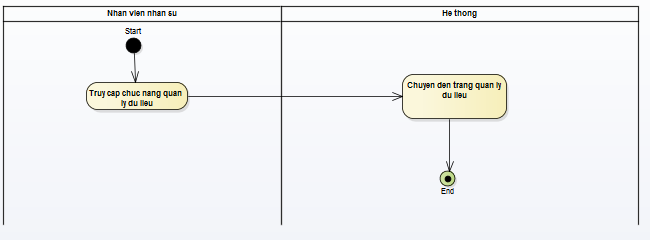 Nhan vien nhan su
He thong
Start
Truy cap chuc nang quan
ly du lieu
Chuyen den trang quan ly
du lieu
End